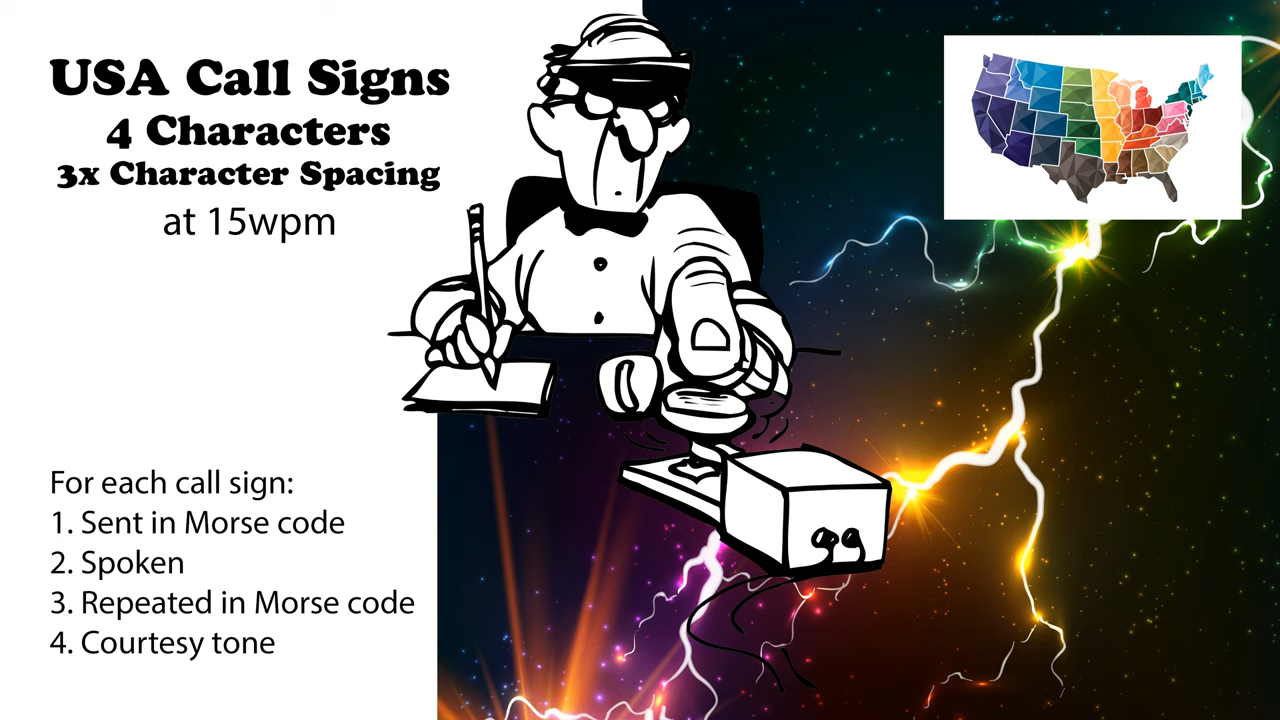 USA Call Signs
4 Characters
3x Character Spacing
at 15wpm
For each call sign:
1. Sent in Morse code
2. Spoken
3. Repeated in Morse code
4. Courtesy tone